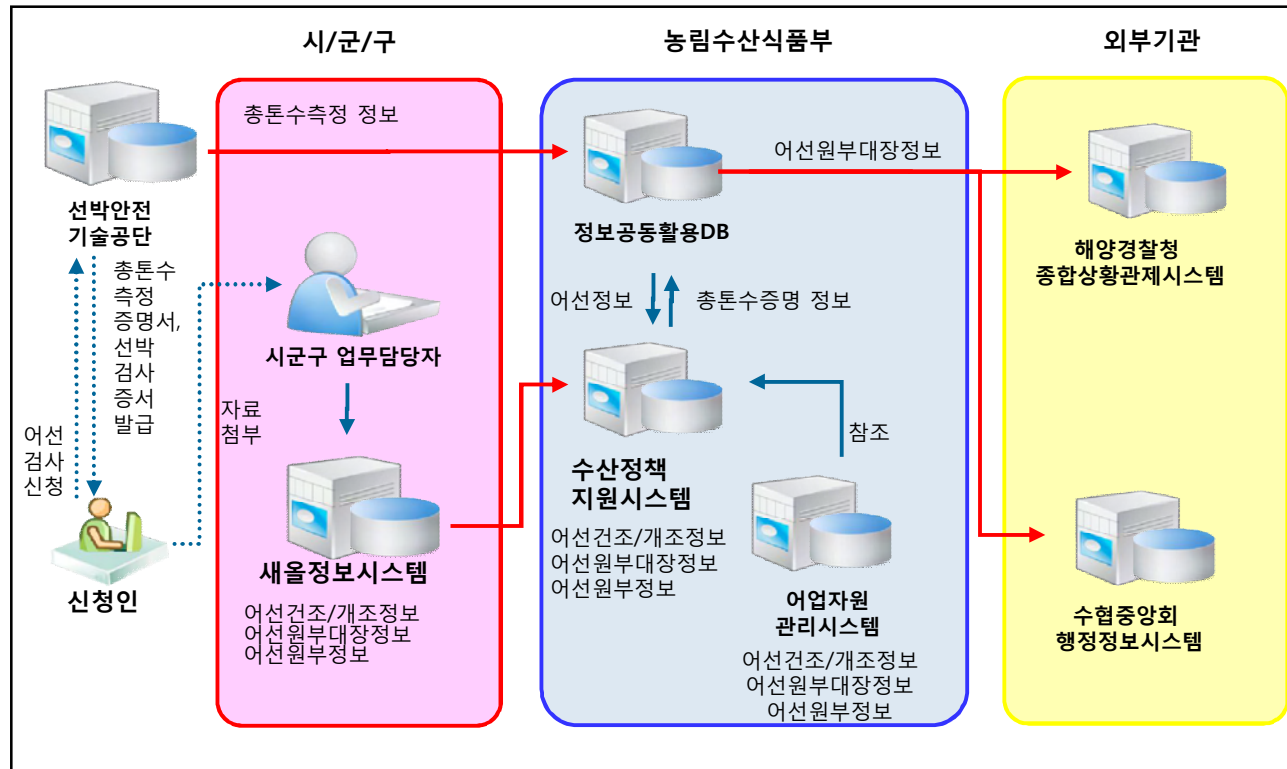 시/군/구
농림수산식품부
외부기관
총톤수측정 정보
어선원부대장정보
선박안전
기술공단
정보공동활용DB
해양경찰청
종합상황관제시스템
총톤수
측정
증명서,
선박
검사
증서
발급
어선정보
총톤수증명 정보
시군구 업무담당자
어선
검사
신청
자료
첨부
참조
수산정책
지원시스템
어선건조/개조정보
어선원부대장정보
어선원부정보
신청인
새올정보시스템
어선건조/개조정보
어선원부대장정보
어선원부정보
어업자원
관리시스템
어선건조/개조정보
어선원부대장정보
어선원부정보
수협중앙회
행정정보시스템